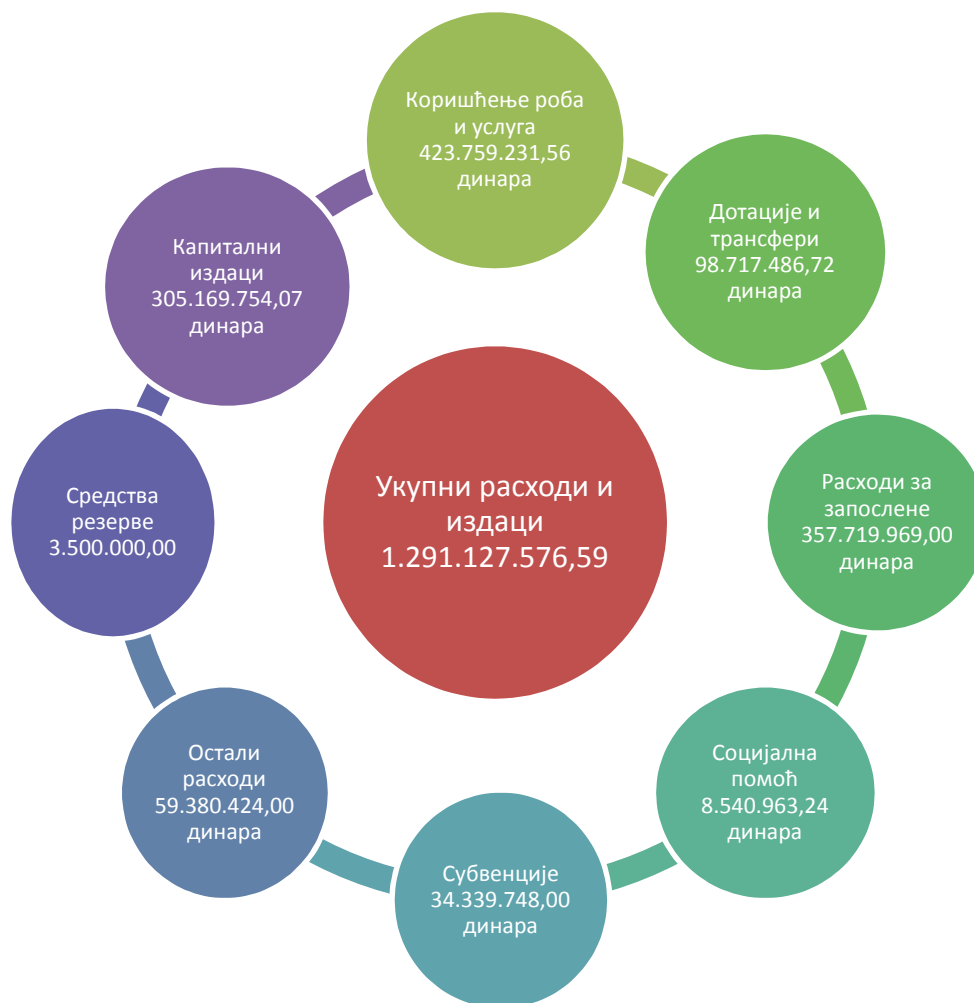 Коришћење роба
и услуга
423.759.231,56
динара
Дотације и
трансфери
98.717.486,72
динара
Расходи за
запослене
357.719.969,00
динара
Социјална
помоћ
8.540.963,24
динара
Субвенције
34.339.748,00
динара
Остали
расходи
59.380.424,00
динара
Средства
резерве
3.500.000,00
Капитални
издаци
305.169.754,07
динара
Укупни расходи и
издаци
1.291.127.576,59